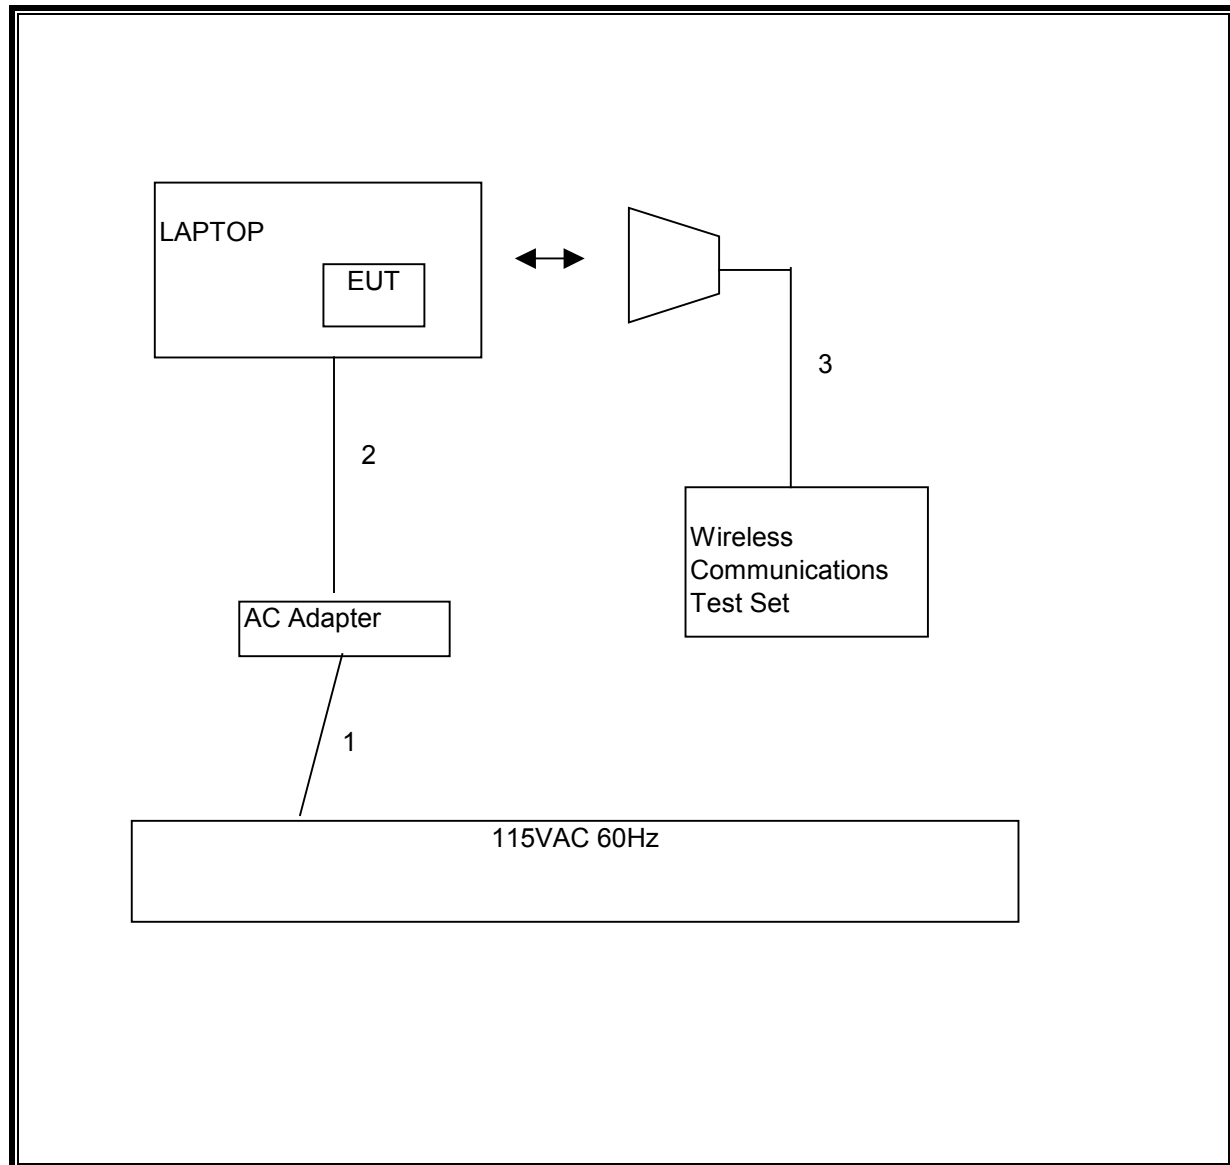 LAPTOP
EUT
3
2
Wireless
Communications
Test Set
AC Adapter
1
115VAC 60Hz